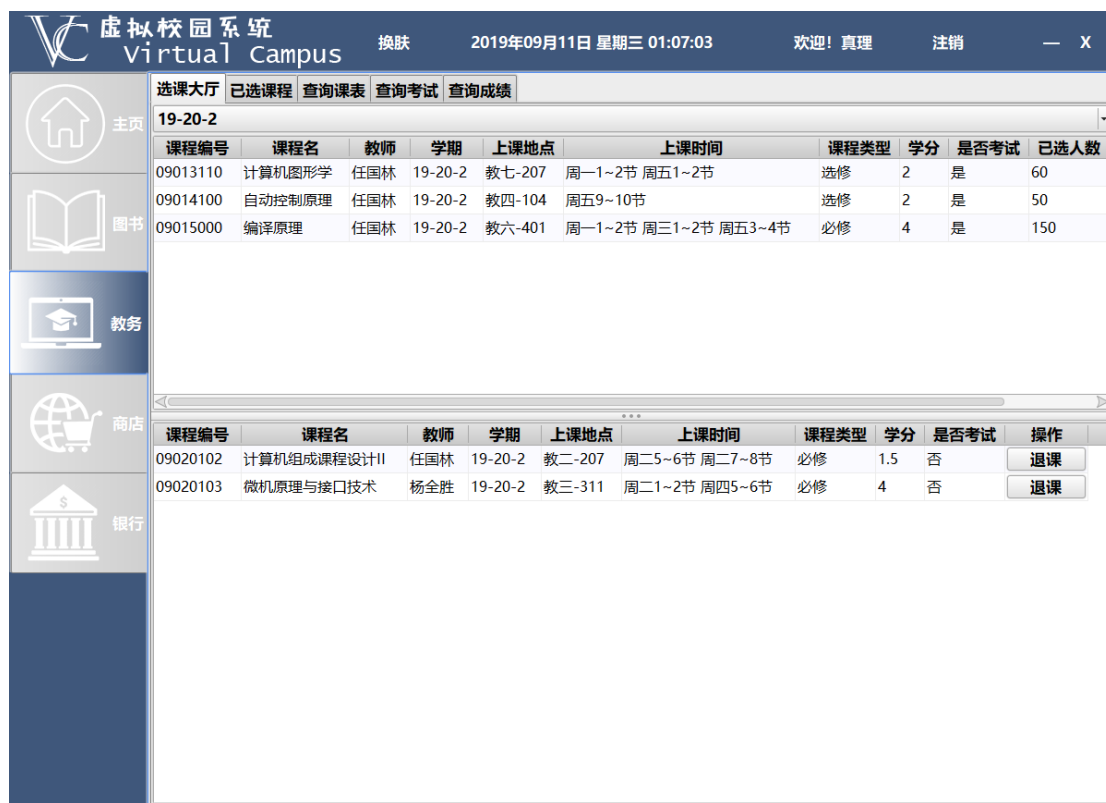 VC 虚拟校园系统
Virtual Campus
换肤 2019年09月11日 星期三 01:07:03 欢迎！真理 注销 — X
主页
图书
教务
商店
$
银行
选课大厅 已选课程 查询课表 查询考试 查询成绩
19-20-2
课程编号 课程名 教师 学期 上课地点 上课时间 课程类型 学分 是否考试 已选人数
09013110 计算机图形学 任国林 19-20-2 教七-207 周一1~2节 周五1~2节 选修 2 是 60
09014100 自动控制原理 任国林 19-20-2 教四-104 周五9~10节 选修 2 是 50
09015000 编译原理 任国林 19-20-2 教六-401 周一1~2节 周三1~2节 周五3~4节 必修 4 是 150
课程编号 课程名 教师 学期 上课地点 上课时间 课程类型 学分 是否考试 操作
09020102 计算机组成课程设计II 任国林 19-20-2 教二-207 周二5~6节 周二7~8节 必修 1.5 否 退课
09020103 微机原理与接口技术 杨全胜 19-20-2 教三-311 周二1~2节 周四5~6节 必修 4 否 退课